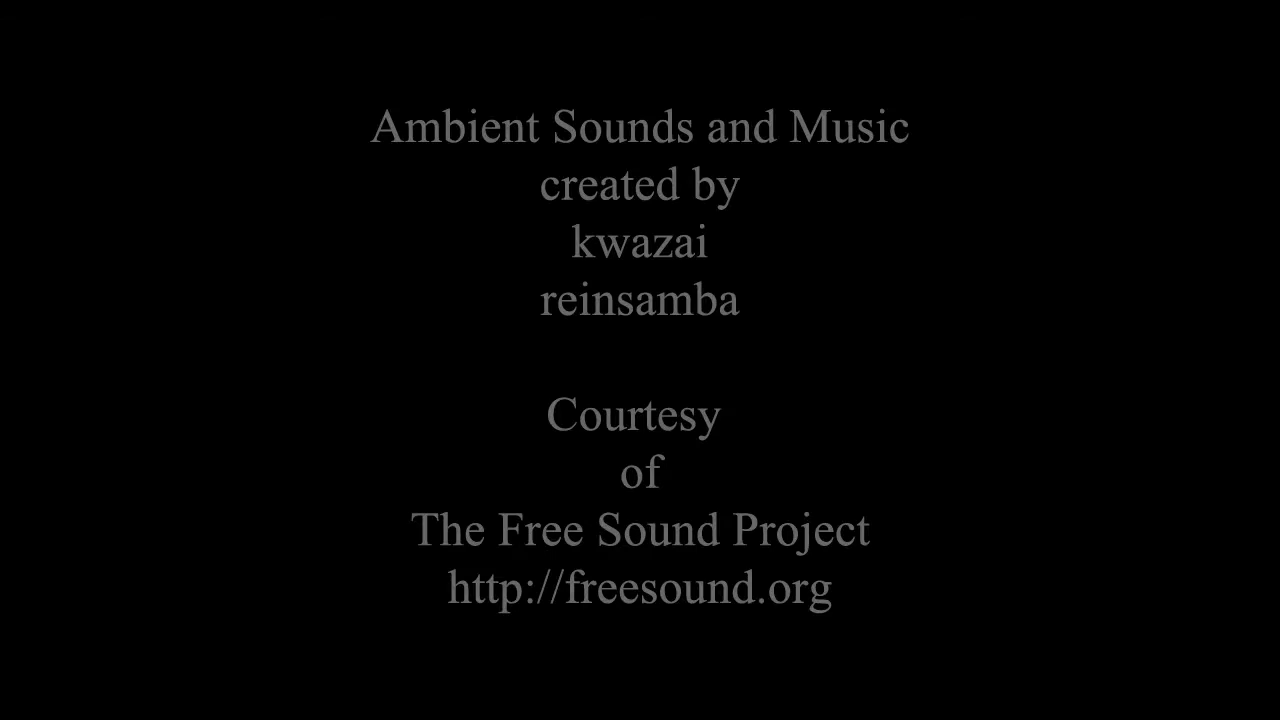 Ambient Sounds and Music
created by
kwazai
reinsamba
Courtesy
of
The Free Sound Project
http://freesound.org